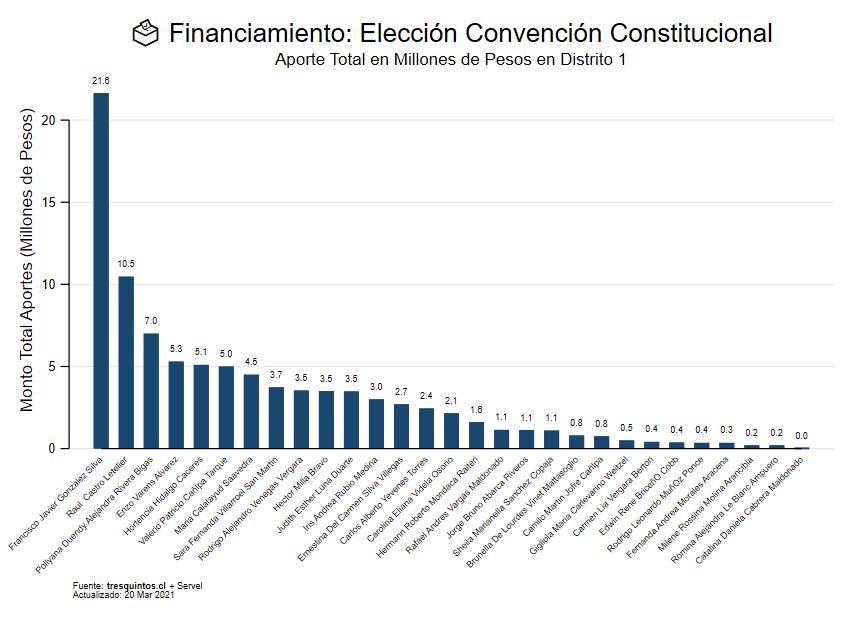 Financiamiento: Elección Convención Constitucional
Aporte Total en Millones de Pesos en Distrito 1
Monto Total Aportes (Millones de Pesos)
20
15
10
5
0
21.6
10.5
7.0
5.3
5.1
5.0
4.5
3.7
3.5
3.5
3.5
3.0
2.7
2.4
2.1
1.6
1.1
1.1
1.1
0.8
0.8
0.5
0.4
0.4
0.4
0.3
0.2
0.2
0.0
Francisco Javier Gonzalez Silva
Raul Castro Letelier
Pollyana Duendy Alejandra Rivera Bigas
Enzo Varens Alvarez
Hortencia Hidalgo Caceres
Valerio Patricio Cañipa Tarque
Maria Calalayud Saavedra
Sara Fernanda Villarroel San Martin
Rodrigo Alejandro Venegas Vergara
Hector Milla Bravo
Judith Esther Luna Duarte
Iris Andrea Rubio Medina
Ernestina Del Carmen Silva Villegas
Carlos Alberto Yevenes Torres
Carolina Eliana Videla Osorio
Hermann Roberto Mondaca Raiteri
Rafael Andres Vargas Maldonado
Jorge Bruno Abarca Riveros
Sheila Marianella Sanchez Copaja
Brunella De Lourdes Vinet Mattasoglio
Camilo Martin Jofre Cañipa
Gigliola Maria Carlevarino Weitzel
Carmen Lia Vergara Berton
Edwin Rene BriceñO Cobb
Rodrigo Leonardo MuñOz Ponce
Fernanda Andrea Morales Aracena
Milene Rossina Molina Arancibia
Romina Alejandra Le Blanc Ampuero
Catalina Daniela Cabrera Maldonado
Fuente: tresquintos.cl + Servel
Actualizado: 20 Mar 2021